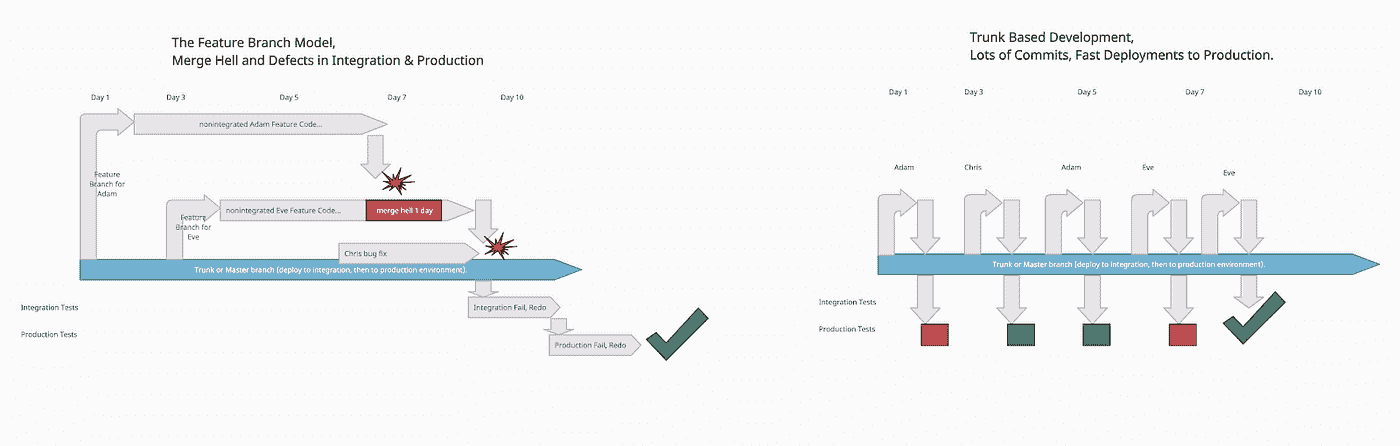 The Feature Branch Model,
Merge Hell and Defects in Integration & Production
Day 1
Day 3
Day 5
Day 7
Day 10
nonintegrated Adam Feature Code...
Feature
Branch for
Adam
nonintegrated Eve Feature Code...
merge hell 1 day
Feature
Branch for
Eve
Chris bug fix
Trunk or Master branch (deploy to integration, then to production environment).
Integration Tests
Integration Fail, Redo
Production Tests
Production Fail, Redo
Trunk Based Development,
Lots of Commits, Fast Deployments to Production.
Day 1
Day 3
Day 5
Day 7
Day 10
Adam
Chris
Adam
Eve
Eve
Trunk or Master branch (deploy to integration, then to production environment).
Integration Tests
Production Tests